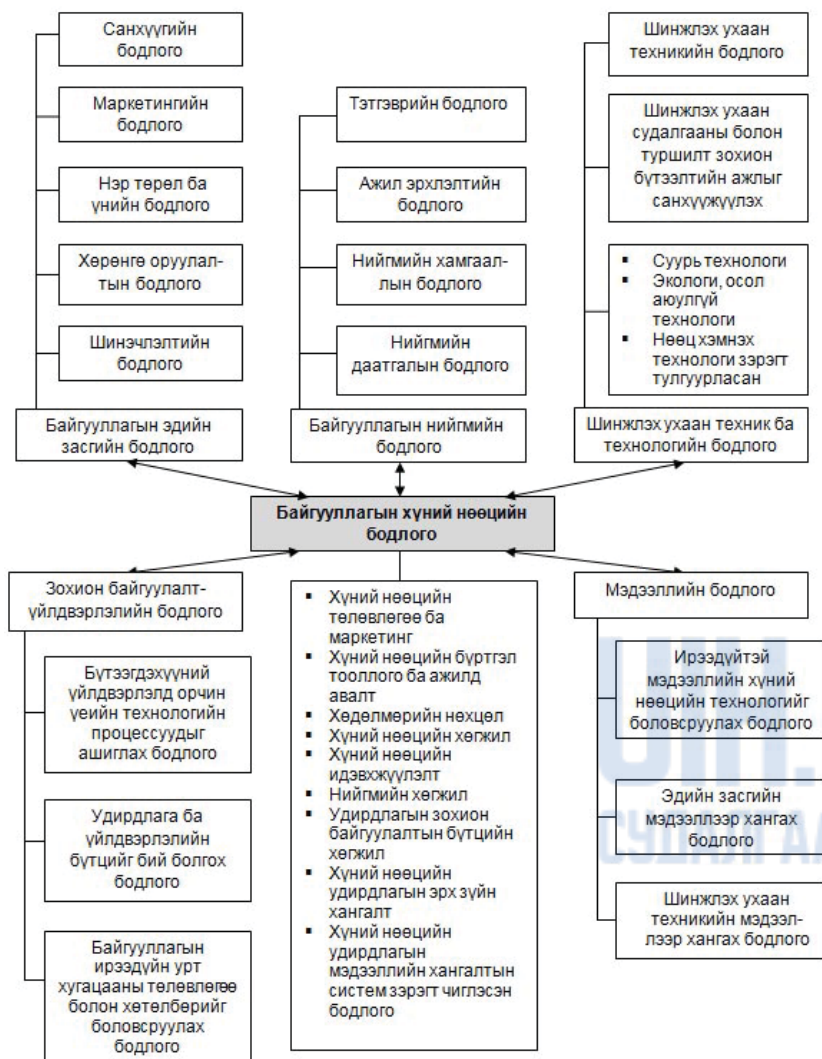 Санхүүгийн
бодлого
Маркетингийн
бодлого
Нэр төрөл ба
үнийн бодлого
Хөрөнгө оруулал-
тын бодлого
Шинэчлэлтийн
бодлого
Байгууллагын эдийн
засгийн бодлого
Тэтгэврийн бодлого
Ажил эрхлэлтийн
бодлого
Нийгмийн хамгаал-
лын бодлого
Нийгмийн
даатгалын бодлого
Байгууллагын нийгмийн
бодлого
Шинжлэх ухаан
техникийн бодлого
Шинжлэх ухаан
судалгааны болон
туршилт зохион
бүтээлтийн ажлыг
санхүүжүүлэх
▪ Суурь технологи
▪ Экологи, осол
аюулгүй
технологи
▪ Нөөц хэмнэх
технологи зэрэгт
тулгуурласан
Шинжлэх ухаан техник ба
технологийн бодлого
Байгууллагын хүний нөөцийн
бодлого
Зохион байгуулалт-
үйлдвэрлэлийн бодлого
Бүтээгдэхүүний
үйлдвэрлэлд орчин
үеийн технологийн
процессуудыг
ашиглах бодлого
Удирдлага ба
үйлдвэрлэлийн
бүтцийг бий болгох
бодлого
Байгууллагын
ирээдүйн урт
хугацааны төлөвлөгөө
болон хөтөлбөрийг
боловсруулах
бодлого
▪ Хүний нөөцийн
төлөвлөгөө ба
маркетинг
▪ Хүний нөөцийн бүртгэл
тооллого ба ажилд
авалт
▪ Хөдөлмөрийн нөхцөл
▪ Хүний нөөцийн хөгжил
▪ Хүний нөөцийн
идэвхжүүлэлт
▪ Нийгмийн хөгжил
▪ Удирдлагын зохион
байгуулалтын бүтцийн
хөгжил
▪ Хүний нөөцийн
удирдлагын эрх зүйн
хангалт
▪ Хүний нөөцийн
удирдлагын
мэдээллийн хангалтын
систем зэрэгт чиглэсэн
бодлого
Мэдээллийн бодлого
Ирээдүйтэй
мэдээллийн хүний
нөөцийн технологийг
боловсруулах бодлого
Эдийн засгийн
мэдээллээр хангах
бодлого
Шинжлэх ухаан
техникийн мэдээл-
лээр хангах бодлого